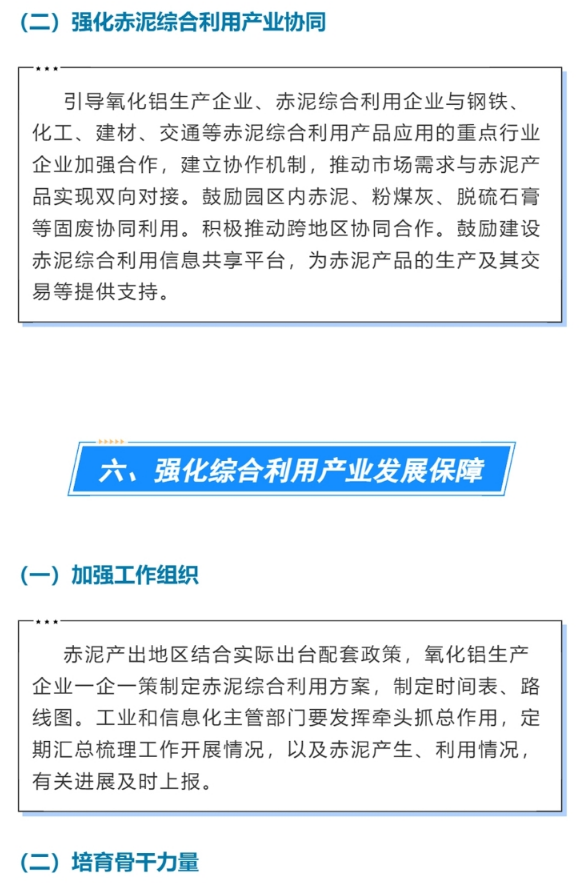 （二）强化赤泥综合利用产业协同
引导氧化铝生产企业、赤泥综合利用企业与钢铁、
化工、建材、交通等赤泥综合利用产品应用的重点行业
企业加强合作，建立协作机制，推动市场需求与赤泥产
品实现双向对接。鼓励园区内赤泥、粉煤灰、脱硫石膏
等固废协同利用。积极推动跨地区协同合作。鼓励建设
赤泥综合利用信息共享平台，为赤泥产品的生产及其交
易等提供支持。
六、强化综合利用产业发展保障
（一）加强工作组织
赤泥产出地区结合实际出台配套政策，氧化铝生产
企业一企一策制定赤泥综合利用方案，制定时间表、路
线图。工业和信息化主管部门要发挥牵头抓总作用，定
期汇总梳理工作开展情况，以及赤泥产生、利用情况，
有关进展及时上报。
（二）培育骨干力量